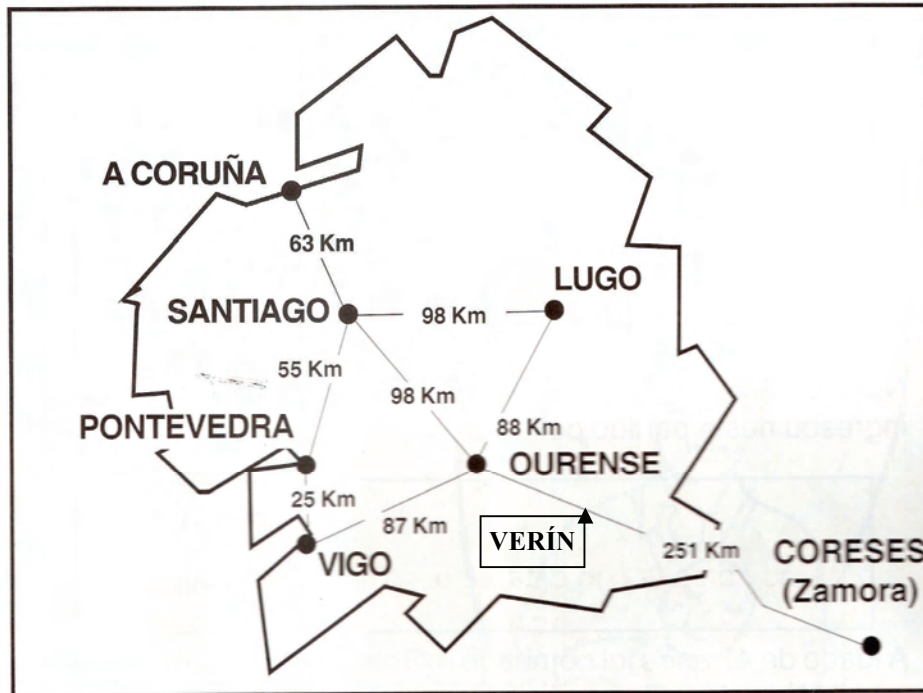 A CORUÑA
63 Km
LUGO
SANTIAGO
98 Km
55 Km
98 Km
PONTEVEDRA
88 Km
OURENSE
25 Km
87 Km
VERÍN
251 Km
CORESES
(Zamora)
VIGO